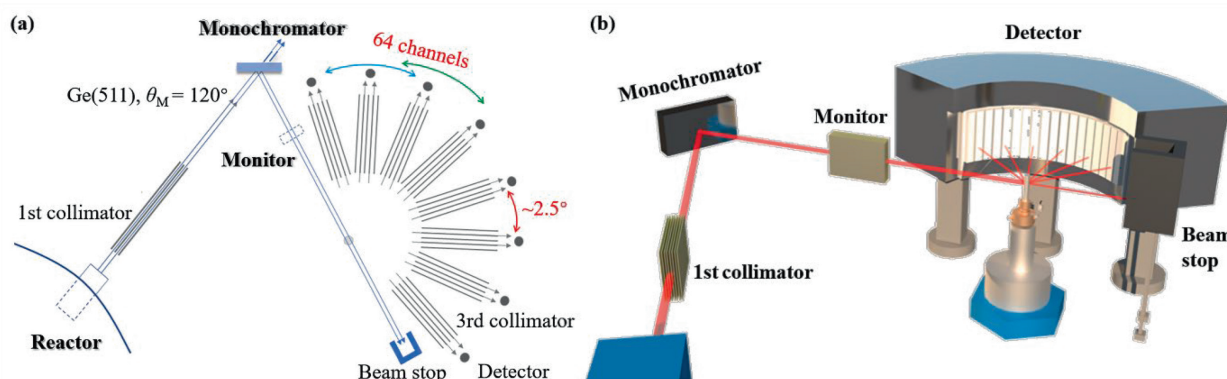 (a)
Monochromator
64 channels
Ge(511), θM = 120°
Monitor
1st collimator
~2.5°
3rd collimator
Reactor
Beam stop
Detector
(b)
Detector
Monochromator
Monitor
1st collimator
Beam
stop